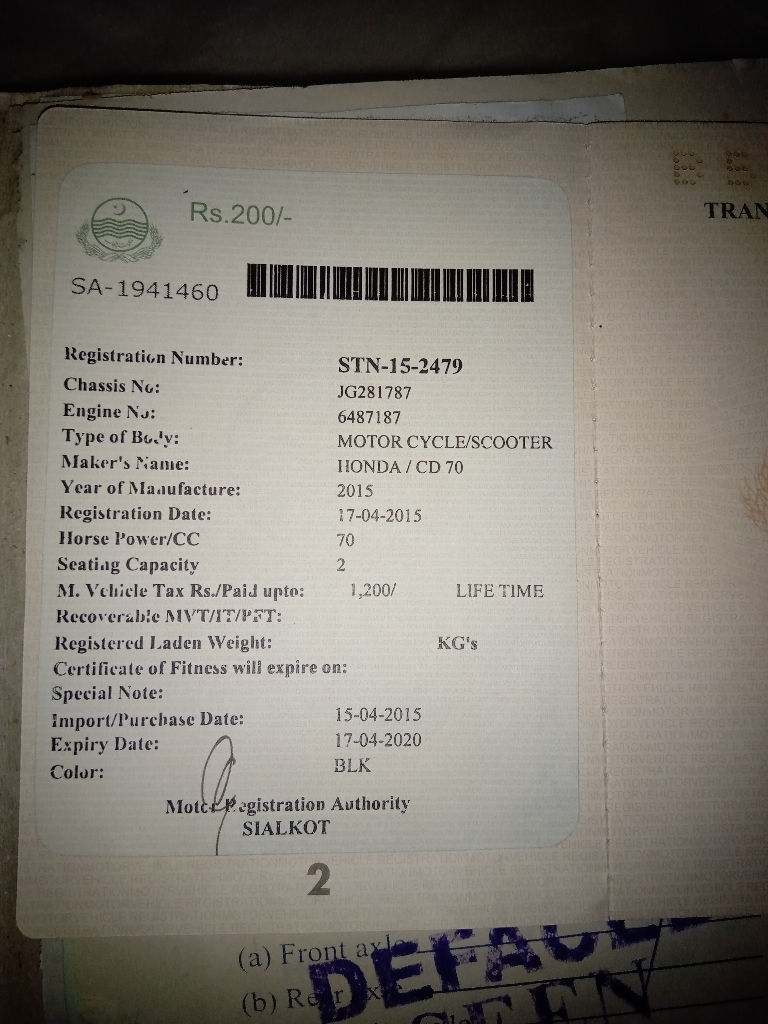 Rs.200/-
SA-1941460
Registration Number: STN-15-2479
Chassis No: JG281787
Engine No: 6487187
Type of Body: MOTOR CYCLE/SCOOTER
Maker's Name: HONDA / CD 70
Year of Manufacture: 2015
Registration Date: 17-04-2015
Horse Power/CC 70
Seating Capacity 2
M. Vehicle Tax Rs./Paid upto: 1,200/ LIFE TIME
Recoverable MVT/IT/PFT:
Registered Laden Weight: KG's
Certificate of Fitness will expire on:
Special Note:
Import/Purchase Date: 15-04-2015
Expiry Date: 17-04-2020
Color: BLK
Motor Registration Authority
SIALKOT
2
TRAN
(a) Front axle
(b) Rear